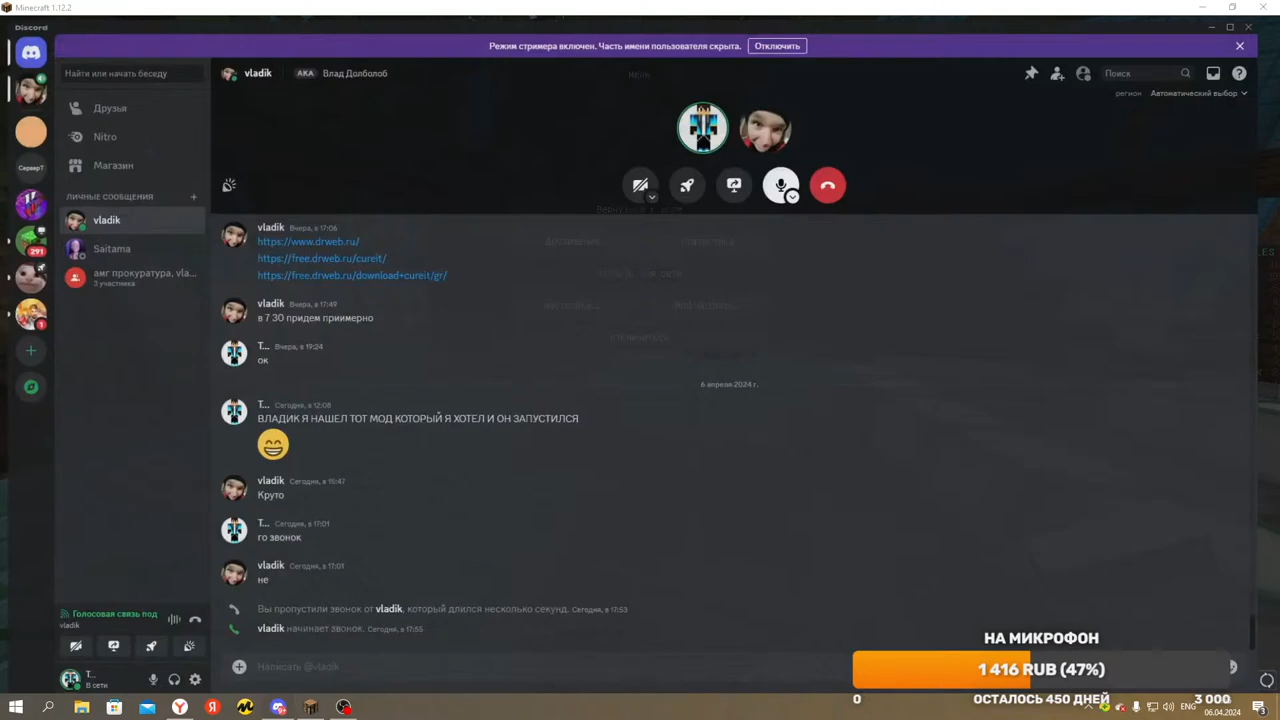 Minecraft 1.12.2
Discord
Режим стримера включен. Часть имени пользователя скрыта.
Отключить
Найти или начать беседу
vladik
AKA
Влад Долболоб
Поиск
регион
Автоматический выбор
Друзья
Nitro
Магазин
СерверТ
ЛИЧНЫЕ СООБЩЕНИЯ
vladik
Saitama
амг прокуратура, vla...
3 участника
291
1
vladik Вчера, в 17:06
https://www.drweb.ru/
https://free.drweb.ru/cureit/
https://free.drweb.ru/download+cureit/gr/
vladik Вчера, в 17:49
в 7 30 придем приимерно
T... Вчера, в 19:24
ок
6 апреля 2024 г.
T... Сегодня, в 12:08
ВЛАДИК Я НАШЕЛ ТОТ МОД КОТОРЫЙ Я ХОТЕЛ И ОН ЗАПУСТИЛСЯ
vladik Сегодня, в 15:47
Круто
T... Сегодня, в 17:01
го звонок
vladik Сегодня, в 17:01
не
Вы пропустили звонок от vladik, который длился несколько секунд. Сегодня, в 17:53
vladik начинает звонок. Сегодня, в 17:55
Голосовая связь под
vladik
Написать @vladik
T...
В сети
НА МИКРОФОН
1 416 RUB (47%)
0
ОСТАЛОСЬ 450 ДНЕЙ
3 000
ENG
06.04.2024
3